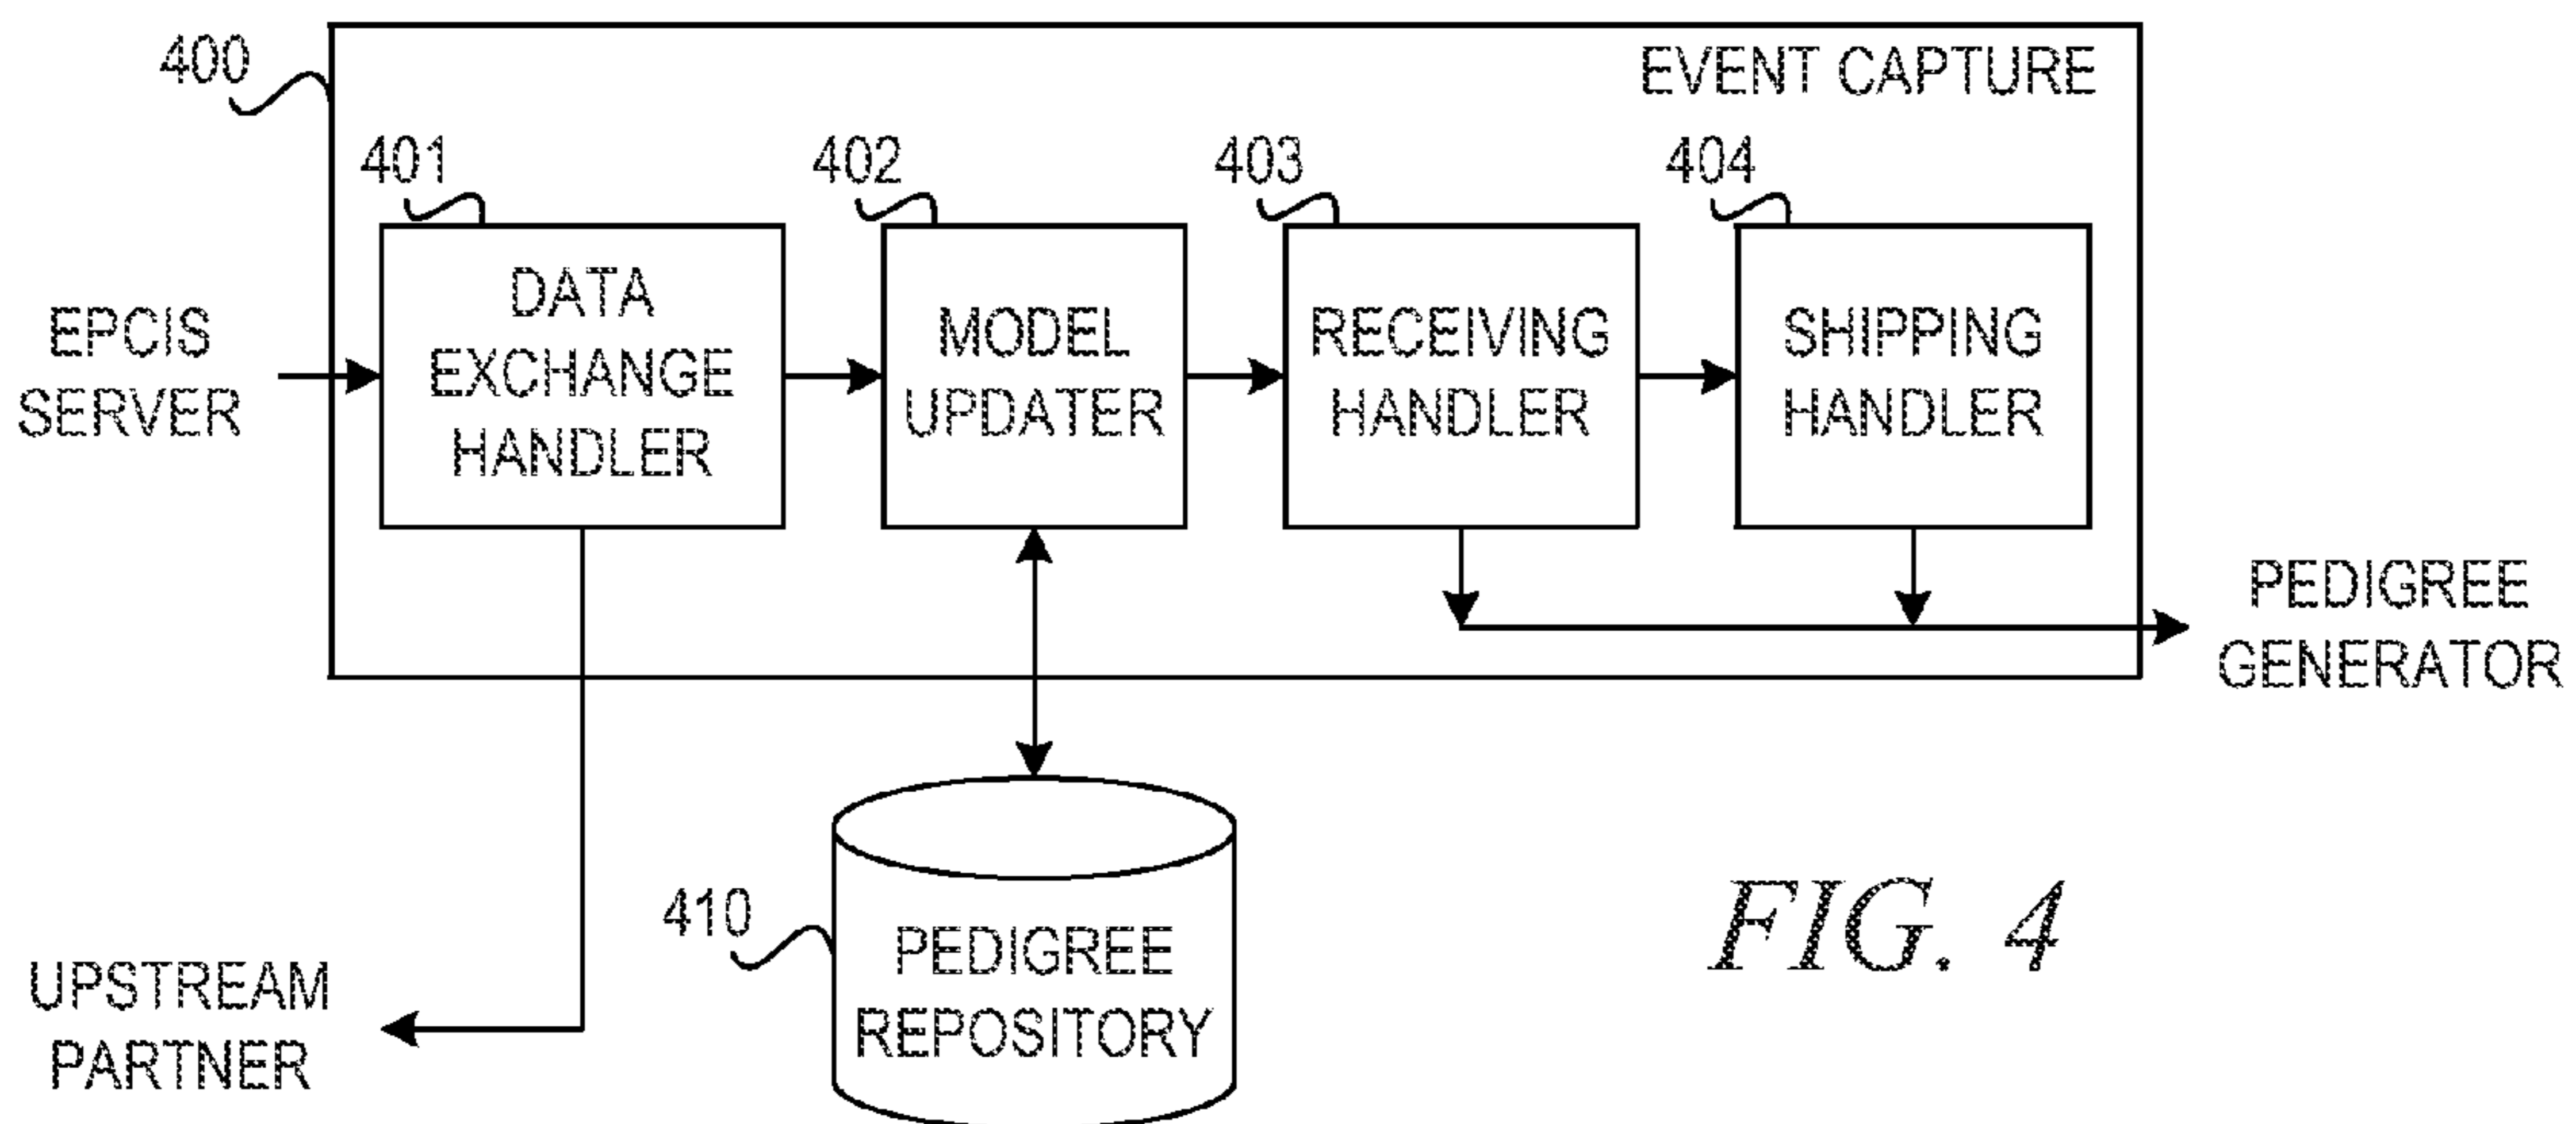 400
EVENT CAPTURE
401
402
403
404
EPCIS
SERVER
DATA
EXCHANGE
HANDLER
MODEL
UPDATER
RECEIVING
HANDLER
SHIPPING
HANDLER
PEDIGREE
GENERATOR
410
PEDIGREE
REPOSITORY
UPSTREAM
PARTNER
FIG. 4